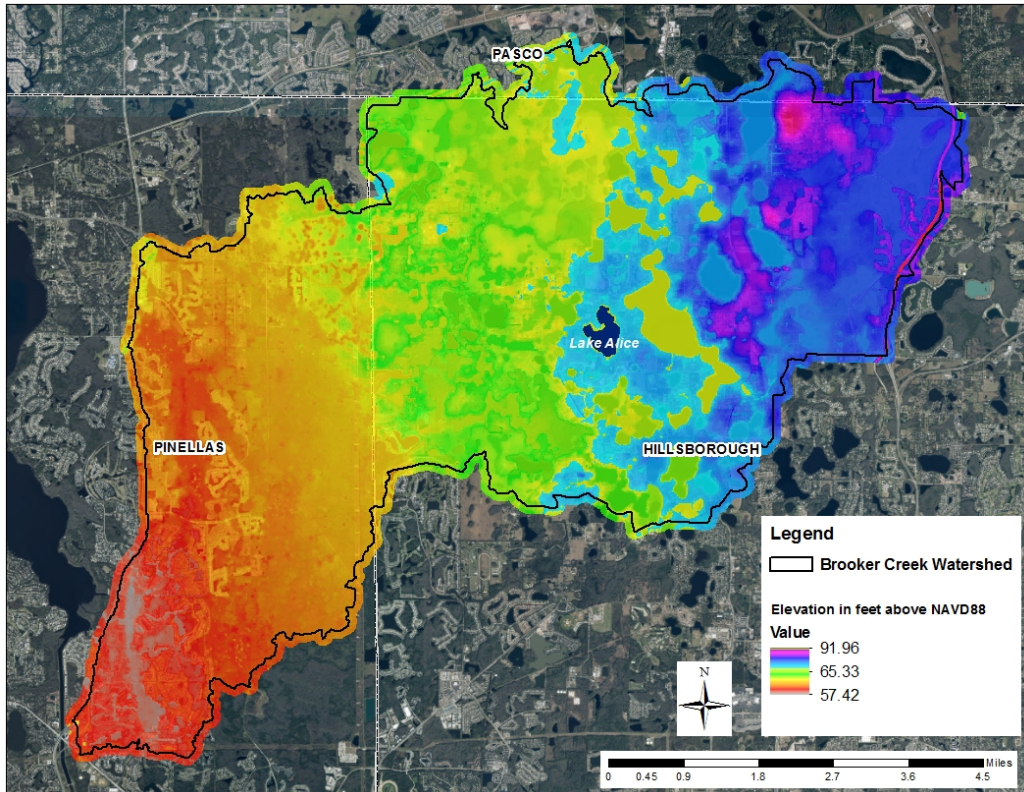 PASCO
Lake Alice
PINELLAS
HILLSBOROUGH
Legend
Brooker Creek Watershed
Elevation in feet above NAVD88
Value
91.96
65.33
57.42
N
Miles
0 0.45 0.9 1.8 2.7 3.6 4.5